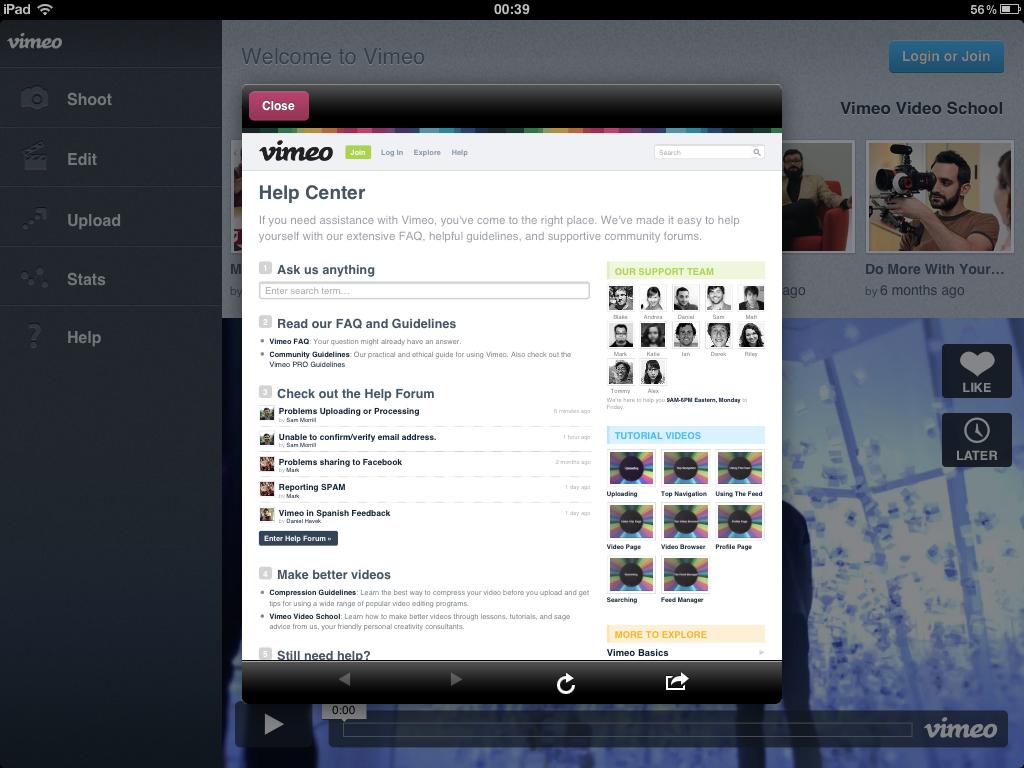 iPad
00:39
56%
vimeo
Shoot
Edit
Upload
Stats
Help
Welcome to Vimeo
Login or Join
Vimeo Video School
Do More With Your...
by 6 months ago
ago
M
by
LIKE
LATER
0:00
vimeo
Close
vimeo
Join
Log In
Explore
Help
Search
Help Center
If you need assistance with Vimeo, you've come to the right place. We've made it easy to help
yourself with our extensive FAQ, helpful guidelines, and supportive community forums.
1 Ask us anything
Enter search term...
2 Read our FAQ and Guidelines
Vimeo FAQ: Your question might already have an answer.
Community Guidelines: Our practical and ethical guide for using Vimeo. Also check out the
Vimeo PRO Guidelines
3 Check out the Help Forum
Problems Uploading or Processing
by Sam Morrill
6 minutes ago
Unable to confirm/verify email address.
by Sam Morrill
1 hour ago
Problems sharing to Facebook
by Mark
2 months ago
Reporting SPAM
by Mark
1 day ago
Vimeo in Spanish Feedback
by Daniel Hayek
1 day ago
Enter Help Forum »
4 Make better videos
Compression Guidelines: Learn the best way to compress your video before you upload and get
tips for using a wide range of popular video editing programs.
Vimeo Video School: Learn how to make better videos through lessons, tutorials, and sage
advice from us, your friendly personal creativity consultants.
5 Still need help?
OUR SUPPORT TEAM
Blake Andrea Daniel Sam Matt
Mark Katie Ian Derek Riley
Tommy Alex
We're here to help you 9AM-6PM Eastern, Monday to
Friday.
TUTORIAL VIDEOS
Uploading Top Navigation Using The Feed
Video Page Video Browser Profile Page
Searching Feed Manager
MORE TO EXPLORE
Vimeo Basics